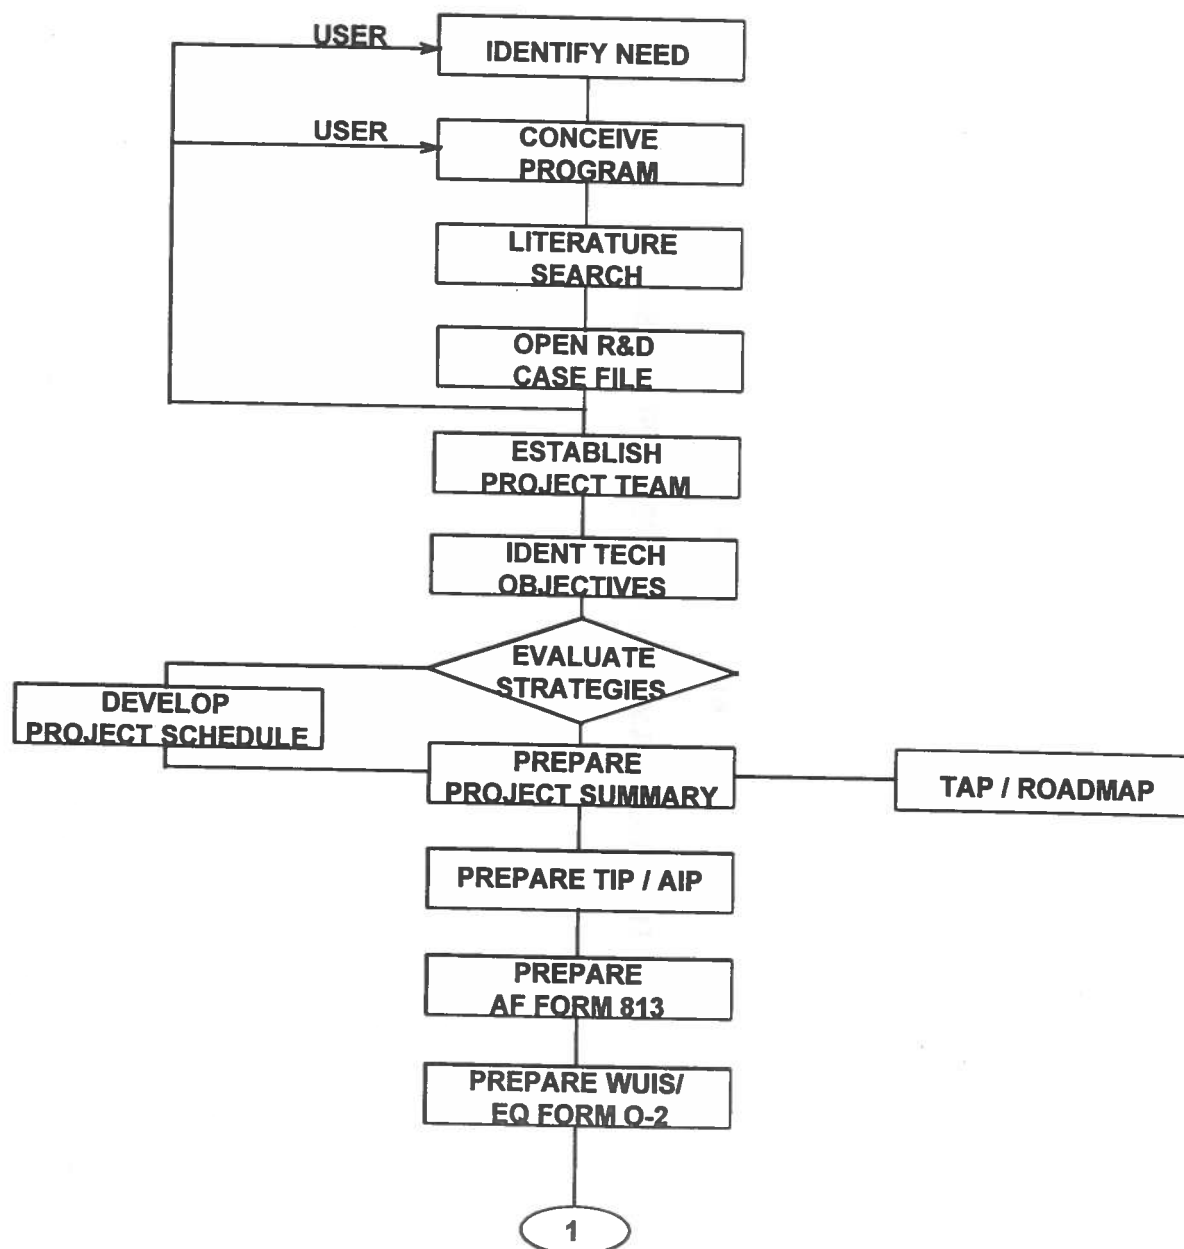 USER
IDENTIFY NEED
USER
CONCEIVE
PROGRAM
LITERATURE
SEARCH
OPEN R&D
CASE FILE
ESTABLISH
PROJECT TEAM
IDENT TECH
OBJECTIVES
EVALUATE
STRATEGIES
DEVELOP
PROJECT SCHEDULE
PREPARE
PROJECT SUMMARY
TAP / ROADMAP
PREPARE TIP / AIP
PREPARE
AF FORM 813
PREPARE WUIS/
EQ FORM O-2
1